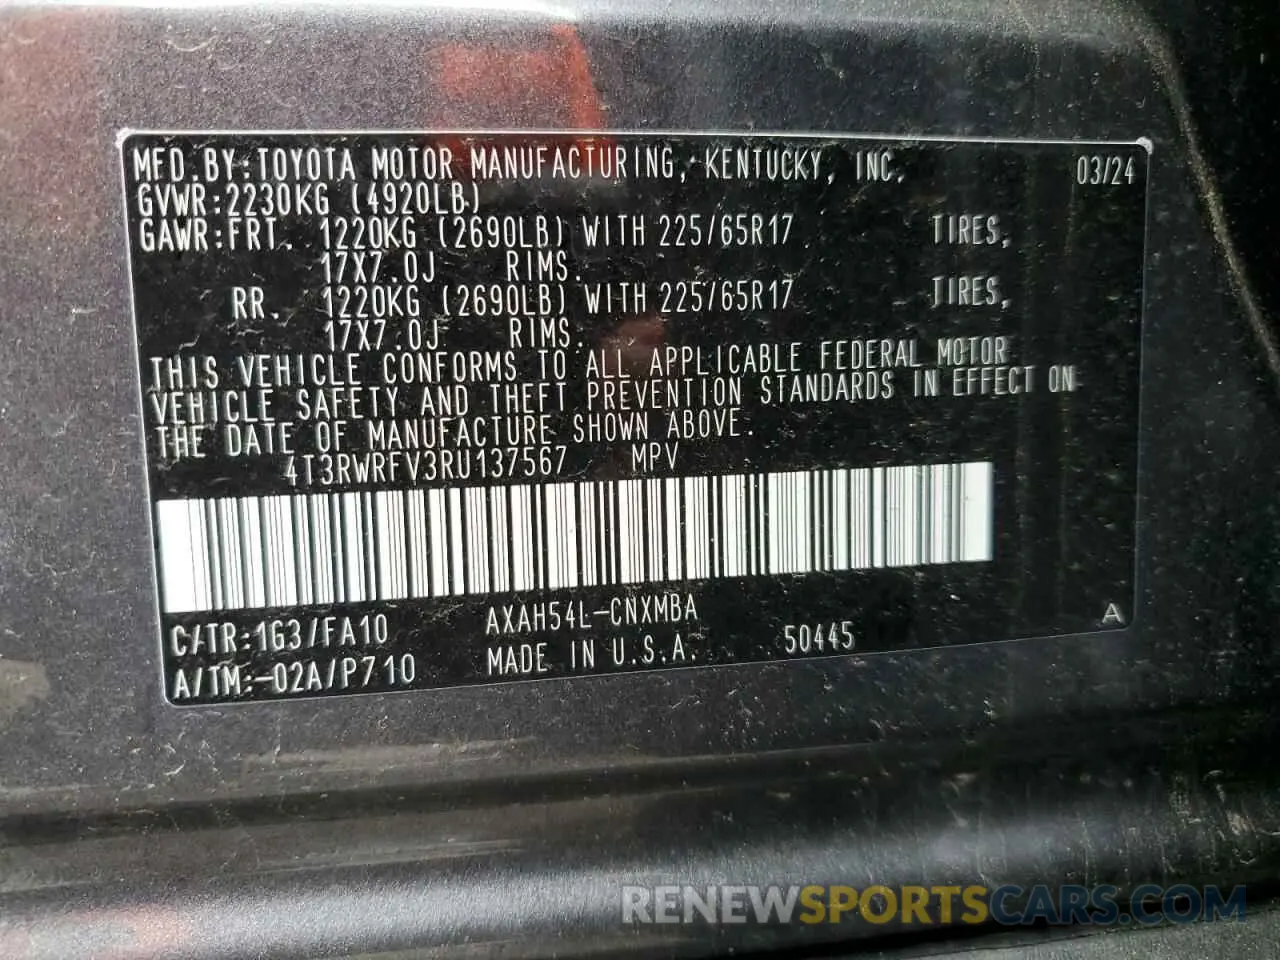 MFD.BY:TOYOTA MOTOR MANUFACTURING, KENTUCKY, INC. 03/24
GVWR:2230KG (4920LB)
GAWR:FRT. 1220KG (2690LB) WITH 225/65R17 TIRES,
17X7.0J RIMS.
RR. 1220KG (2690LB) WITH 225/65R17 TIRES,
17X7.0J RIMS.
THIS VEHICLE CONFORMS TO ALL APPLICABLE FEDERAL MOTOR
VEHICLE SAFETY AND THEFT PREVENTION STANDARDS IN EFFECT ON
THE DATE OF MANUFACTURE SHOWN ABOVE.
4T3RWRFV3RU137567 MPV
C/TR:1G3/FA10 AXAH54L-CNXMBA A
A/TM:-02A/P710 MADE IN U.S.A. 50445
RENEWSPORTSCARS.COM